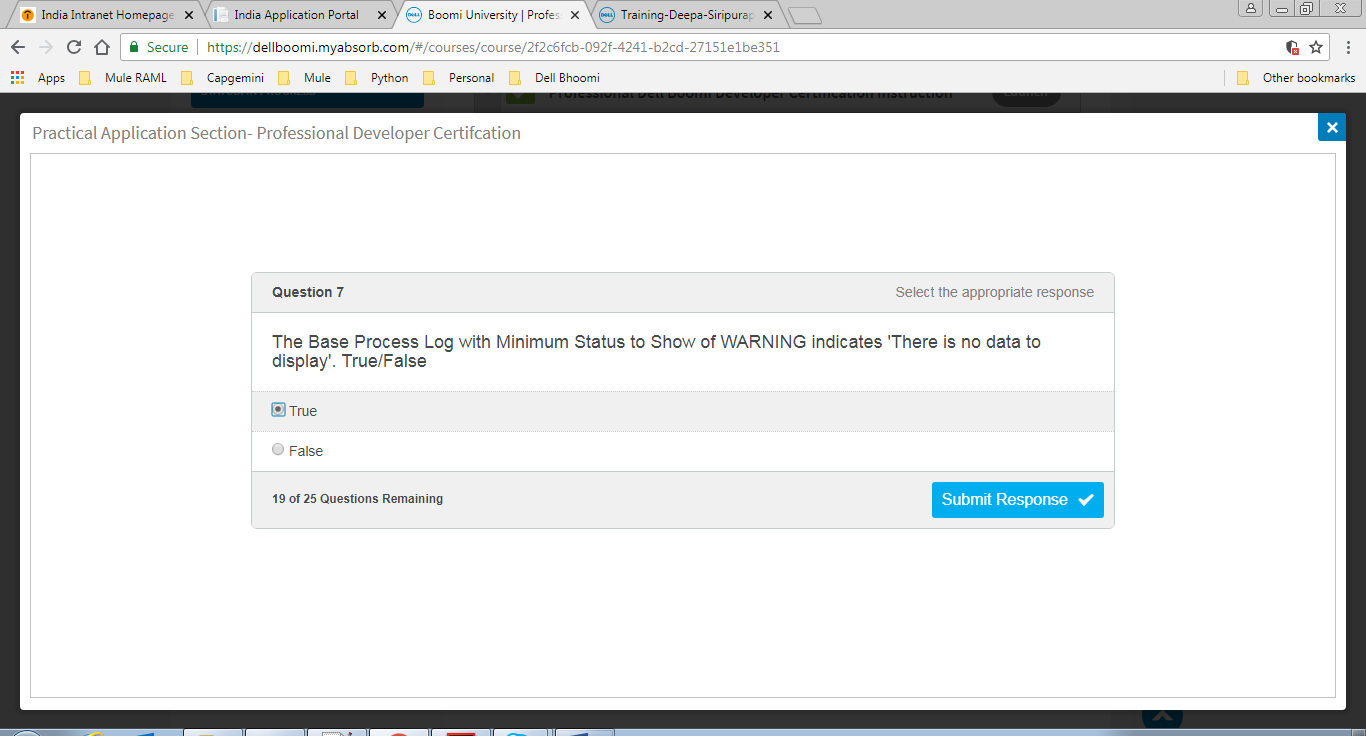 India Intranet Homepage
India Application Portal
Boomi University | Profes
Training-Deepa-Siripurap
Secure
https://dellboomi.myabsorb.com/#/courses/course/2f2c6fcb-092f-4241-b2cd-27151e1be351
Apps
Mule RAML
Capgemini
Mule
Python
Personal
Dell Bhoomi
Other bookmarks
Professional Dell Boomi Developer Certification Instruction
Practical Application Section- Professional Developer Certifcation
Question 7
Select the appropriate response
The Base Process Log with Minimum Status to Show of WARNING indicates 'There is no data to
display'. True/False
True
False
19 of 25 Questions Remaining
Submit Response